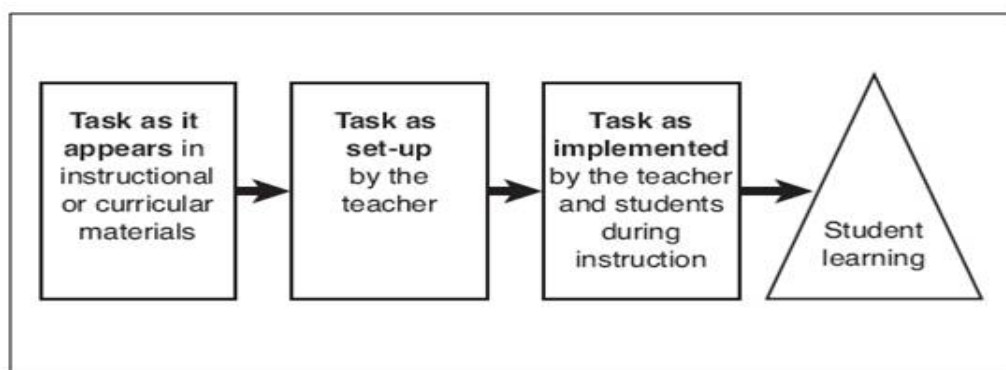 Task as it
appears in
instructional
or curricular
materials
Task as
set-up
by the
teacher
Task as
implemented
by the teacher
and students
during
instruction
Student
learning